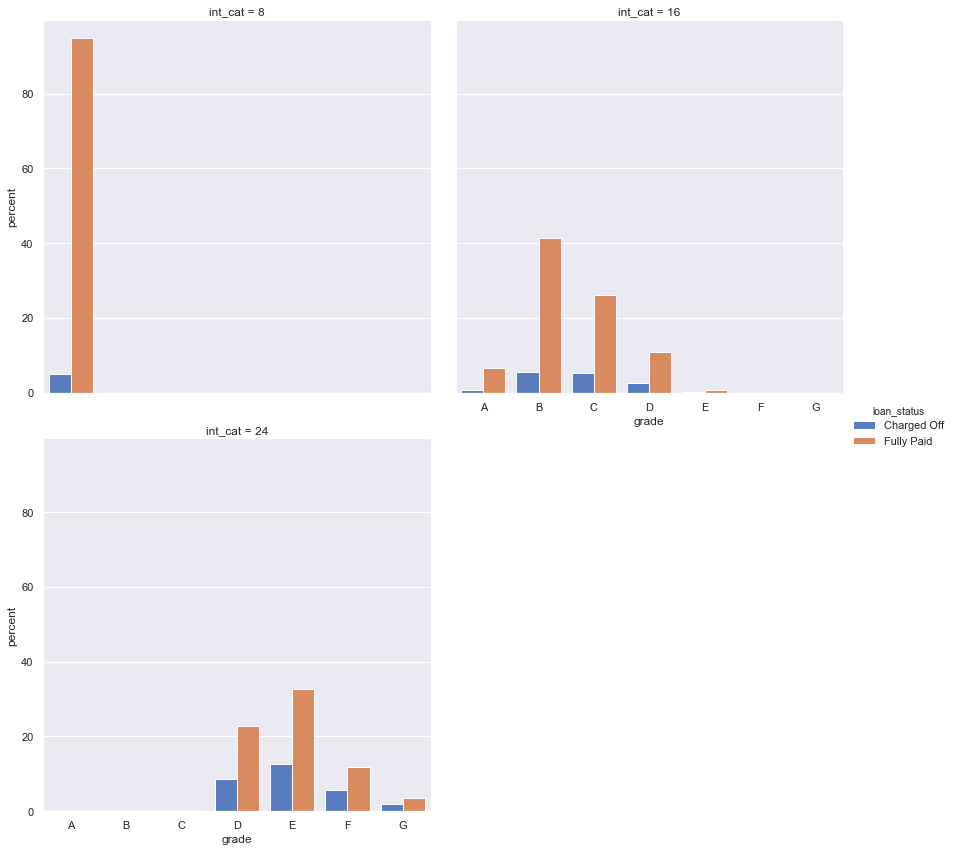 int_cat = 8
int_cat = 16
80
60
40
20
0
percent
A B C D E F G
grade
loan_status
Charged Off
Fully Paid
int_cat = 24
80
60
40
20
0
percent
A B C D E F G
grade